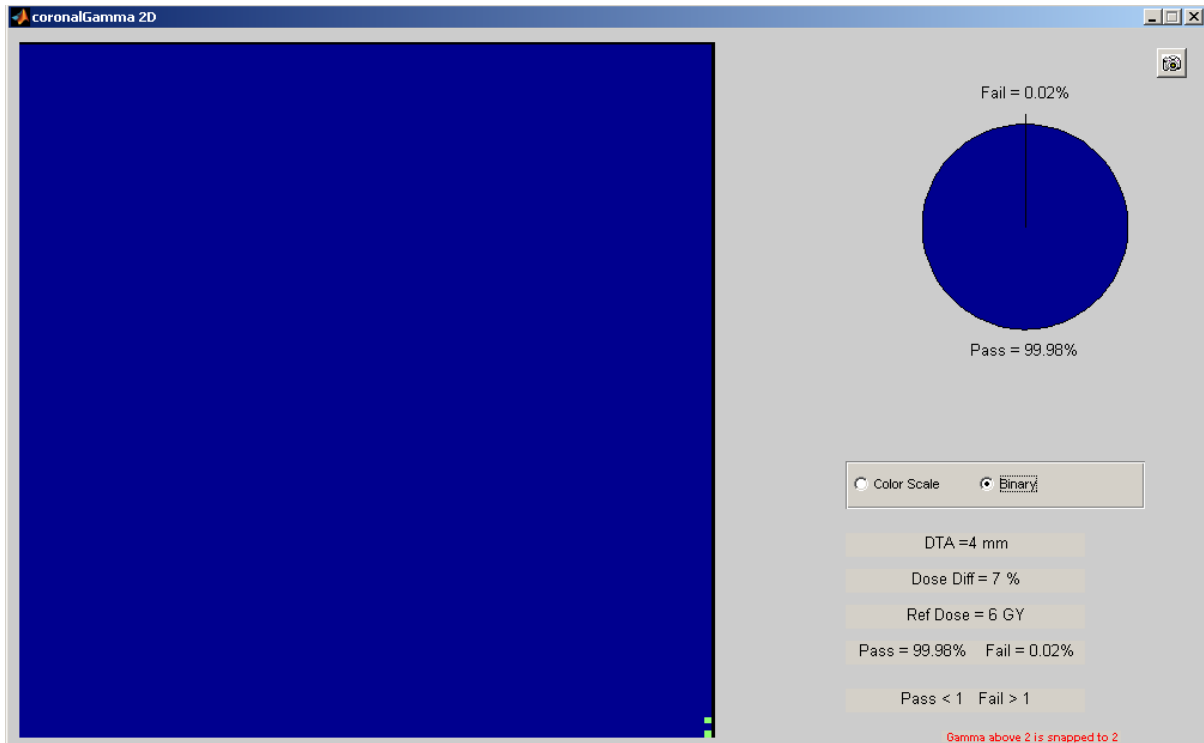 coronalGamma 2D
Fail = 0.02%
Pass = 99.98%
Color Scale Binary
DTA =4 mm
Dose Diff = 7 %
Ref Dose = 6 GY
Pass = 99.98% Fail = 0.02%
Pass < 1 Fail > 1
Gamma above 2 is snapped to 2